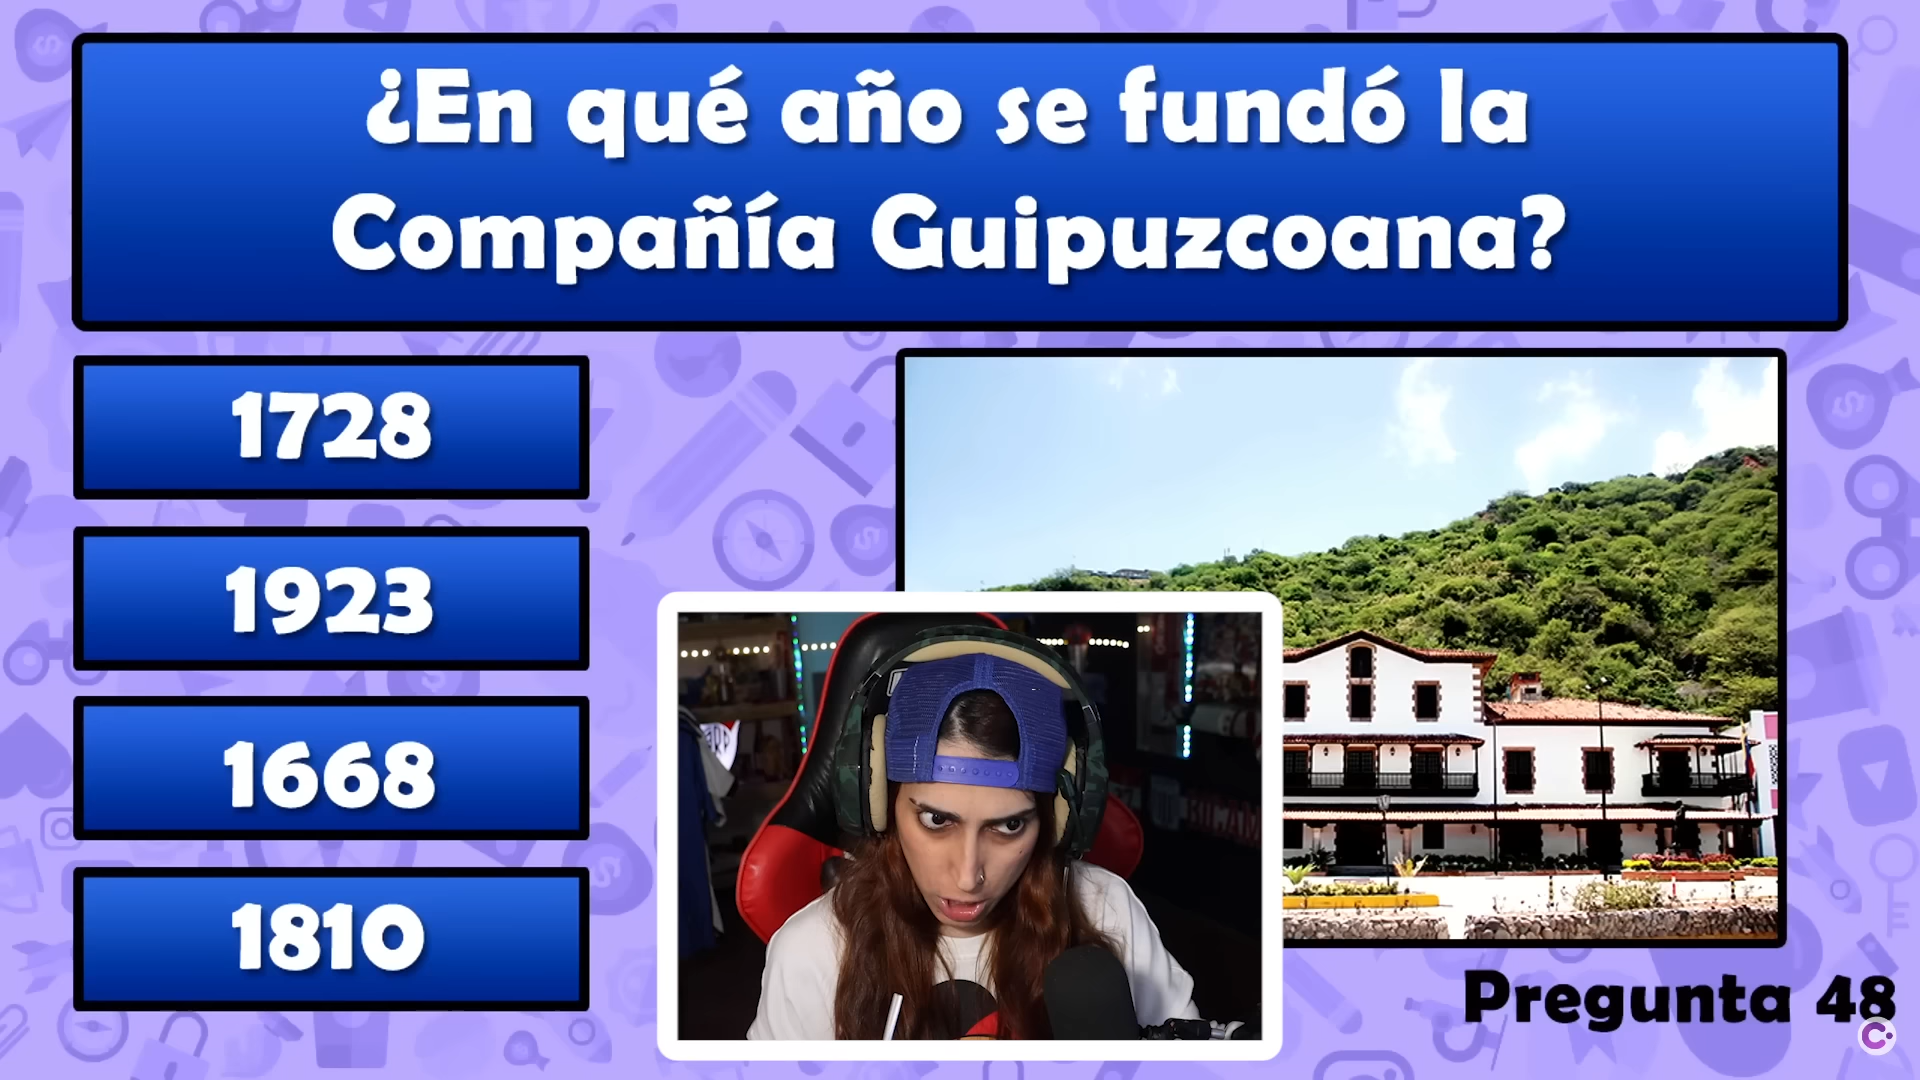 ¿En qué año se fundó la
Compañía Guipuzcoana?
1728
1923
1668
1810
Pregunta 48